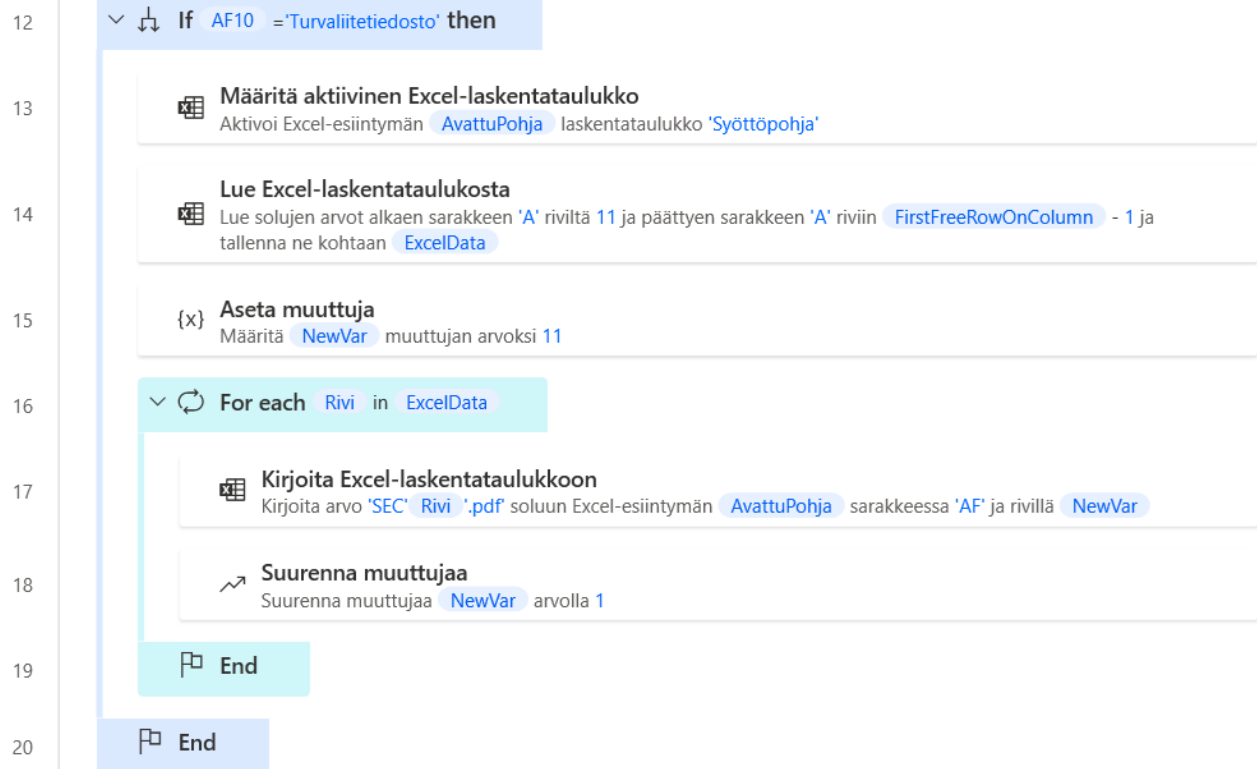 12 If AF10 ='Turvaliitetiedosto' then
13 Määritä aktiivinen Excel-laskentataulukko
Aktivoi Excel-esiintymän AvattuPohja laskentataulukko 'Syöttöpohja'
14 Lue Excel-laskentataulukosta
Lue solujen arvot alkaen sarakkeen 'A' riviltä 11 ja päättyen sarakkeen 'A' riviin FirstFreeRowOnColumn - 1 ja
tallenna ne kohtaan ExcelData
15 {x} Aseta muuttuja
Määritä NewVar muuttujan arvoksi 11
16 For each Rivi in ExcelData
17 Kirjoita Excel-laskentataulukkoon
Kirjoita arvo 'SEC' Rivi '.pdf' soluun Excel-esiintymän AvattuPohja sarakkeessa 'AF' ja rivillä NewVar
18 Suurenna muuttujaa
Suurenna muuttujaa NewVar arvolla 1
19 End
20 End